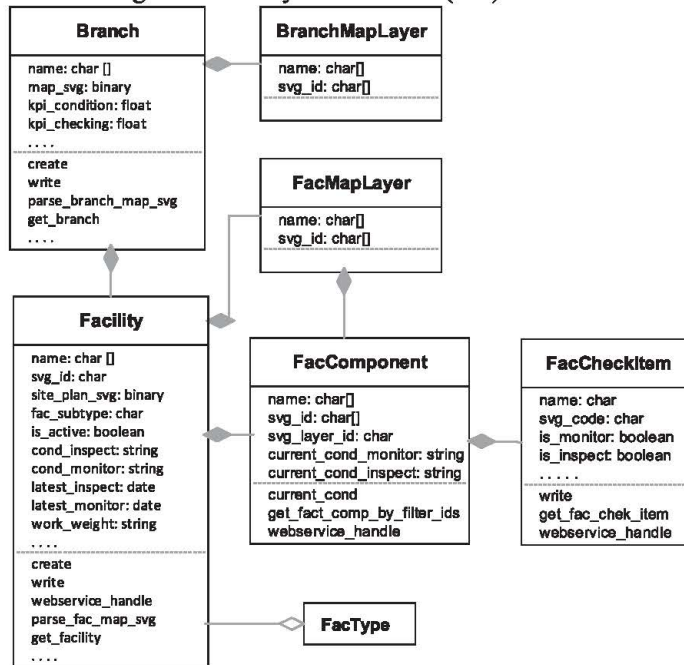 Branch
name: char []
map_svg: binary
kpi_condition: float
kpi_checking: float
. . . .
create
write
parse_branch_map_svg
get_branch
. . . .
BranchMapLayer
name: char[]
svg_id: char[]
FacMapLayer
name: char[]
svg_id: char[]
Facility
name: char []
svg_id: char
site_plan_svg: binary
fac_subtype: char
is_active: boolean
cond_inspect: string
cond_monitor: string
latest_inspect: date
latest_monitor: date
work_weight: string
. . . .
create
write
webservice_handle
parse_fac_map_svg
get_facility
. . . .
FacComponent
name: char[]
svg_id: char[]
svg_layer_id: char
current_cond_monitor: string
current_cond_inspect: string
current_cond
get_fact_comp_by_filter_ids
webservice_handle
FacCheckItem
name: char
svg_code: char
is_monitor: boolean
is_inspect: boolean
. . . . .
write
get_fac_chek_item
webservice_handle
FacType